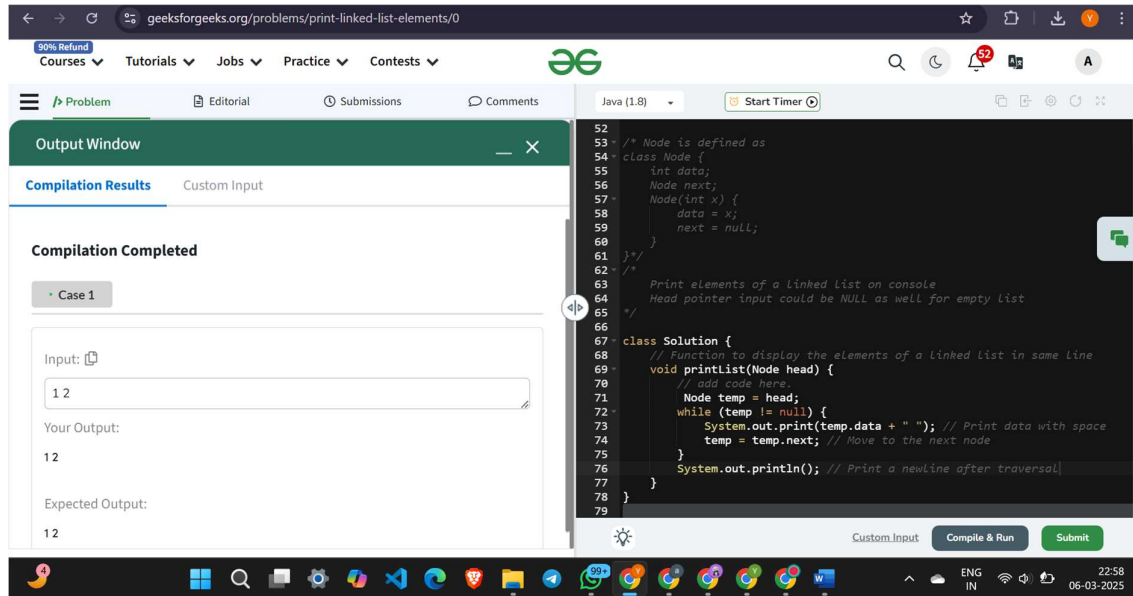 geeksforgeeks.org/problems/print-linked-list-elements/0
Y
90% Refund
Courses Tutorials Jobs Practice Contests
52
A
Problem Editorial Submissions Comments
Java (1.8) Start Timer
Output Window
Compilation Results Custom Input
Compilation Completed
Case 1
Input:
1 2
Your Output:
1 2
Expected Output:
1 2
52
53 /* Node is defined as
54 class Node {
55 int data;
56 Node next;
57 Node(int x) {
58 data = x;
59 next = null;
60 }
61 }*/
62 /*
63 Print elements of a linked list on console
64 Head pointer input could be NULL as well for empty list
65 */
66
67 class Solution {
68 // Function to display the elements of a linked list in same line
69 void printList(Node head) {
70 // add code here.
71 Node temp = head;
72 while (temp != null) {
73 System.out.print(temp.data + " "); // Print data with space
74 temp = temp.next; // Move to the next node
75 }
76 System.out.println(); // Print a newline after traversal
77 }
78 }
79
Custom Input Compile & Run Submit
4
99+
ENG
IN
22:58
06-03-2025